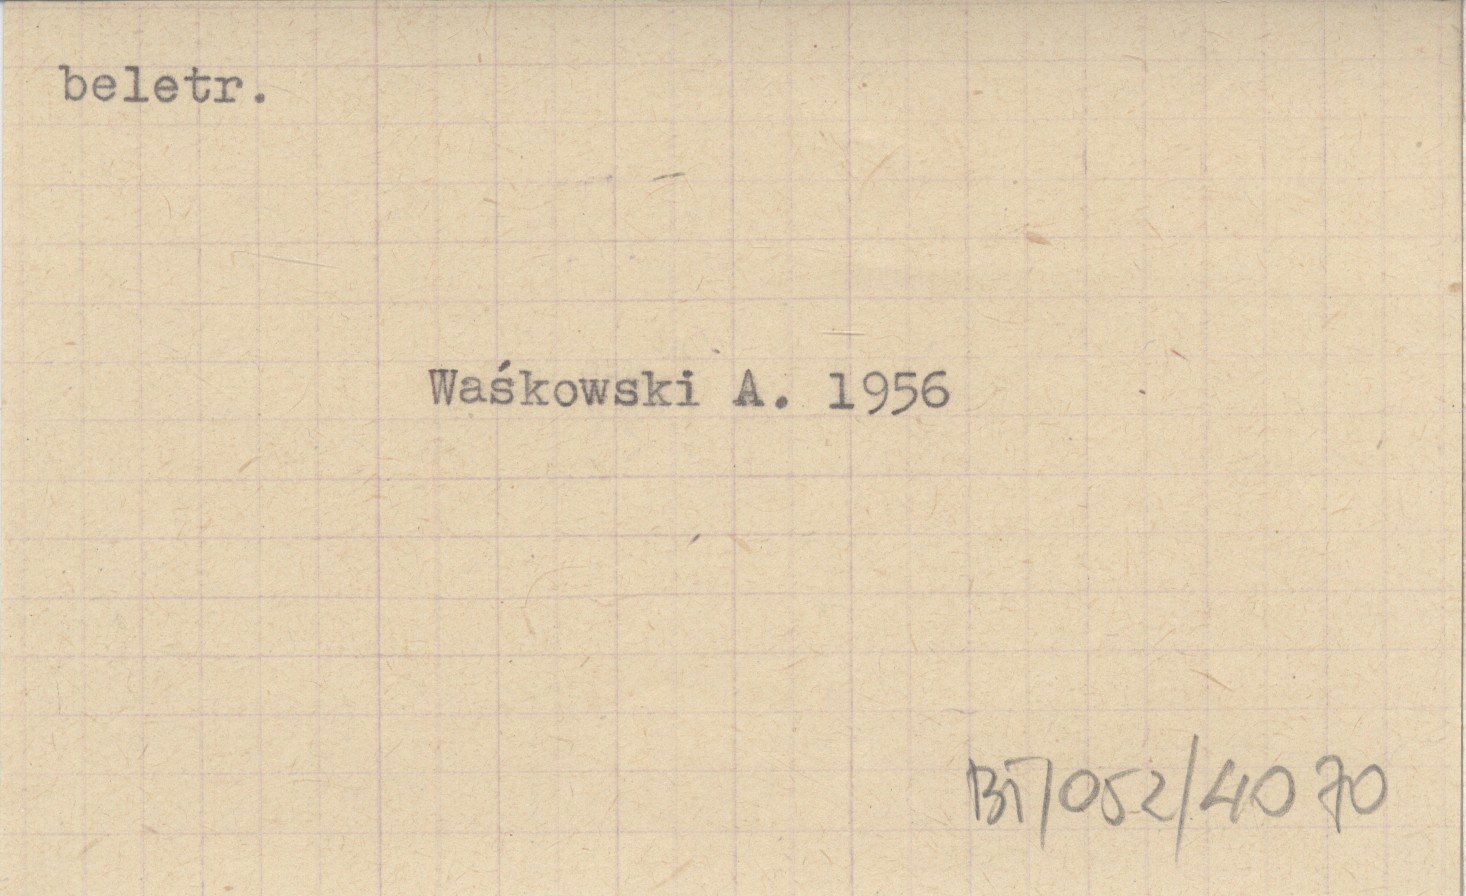 beletr.
Waśkowski A. 1956
BT/052/4070